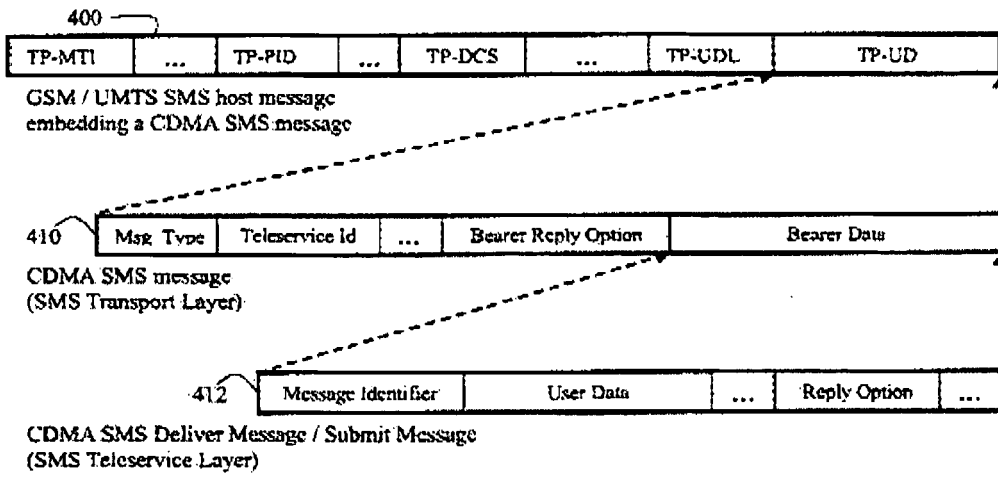 400
TP-MTI ... TP-PID ... TP-DCS ... TP-UDL TP-UD
GSM / UMTS SMS host message
embedding a CDMA SMS message
410 Msg Type Teleservice Id ... Bearer Reply Option Bearer Data
CDMA SMS message
(SMS Transport Layer)
412 Message Identifier User Data ... Reply Option ...
CDMA SMS Deliver Message / Submit Message
(SMS Teleservice Layer)